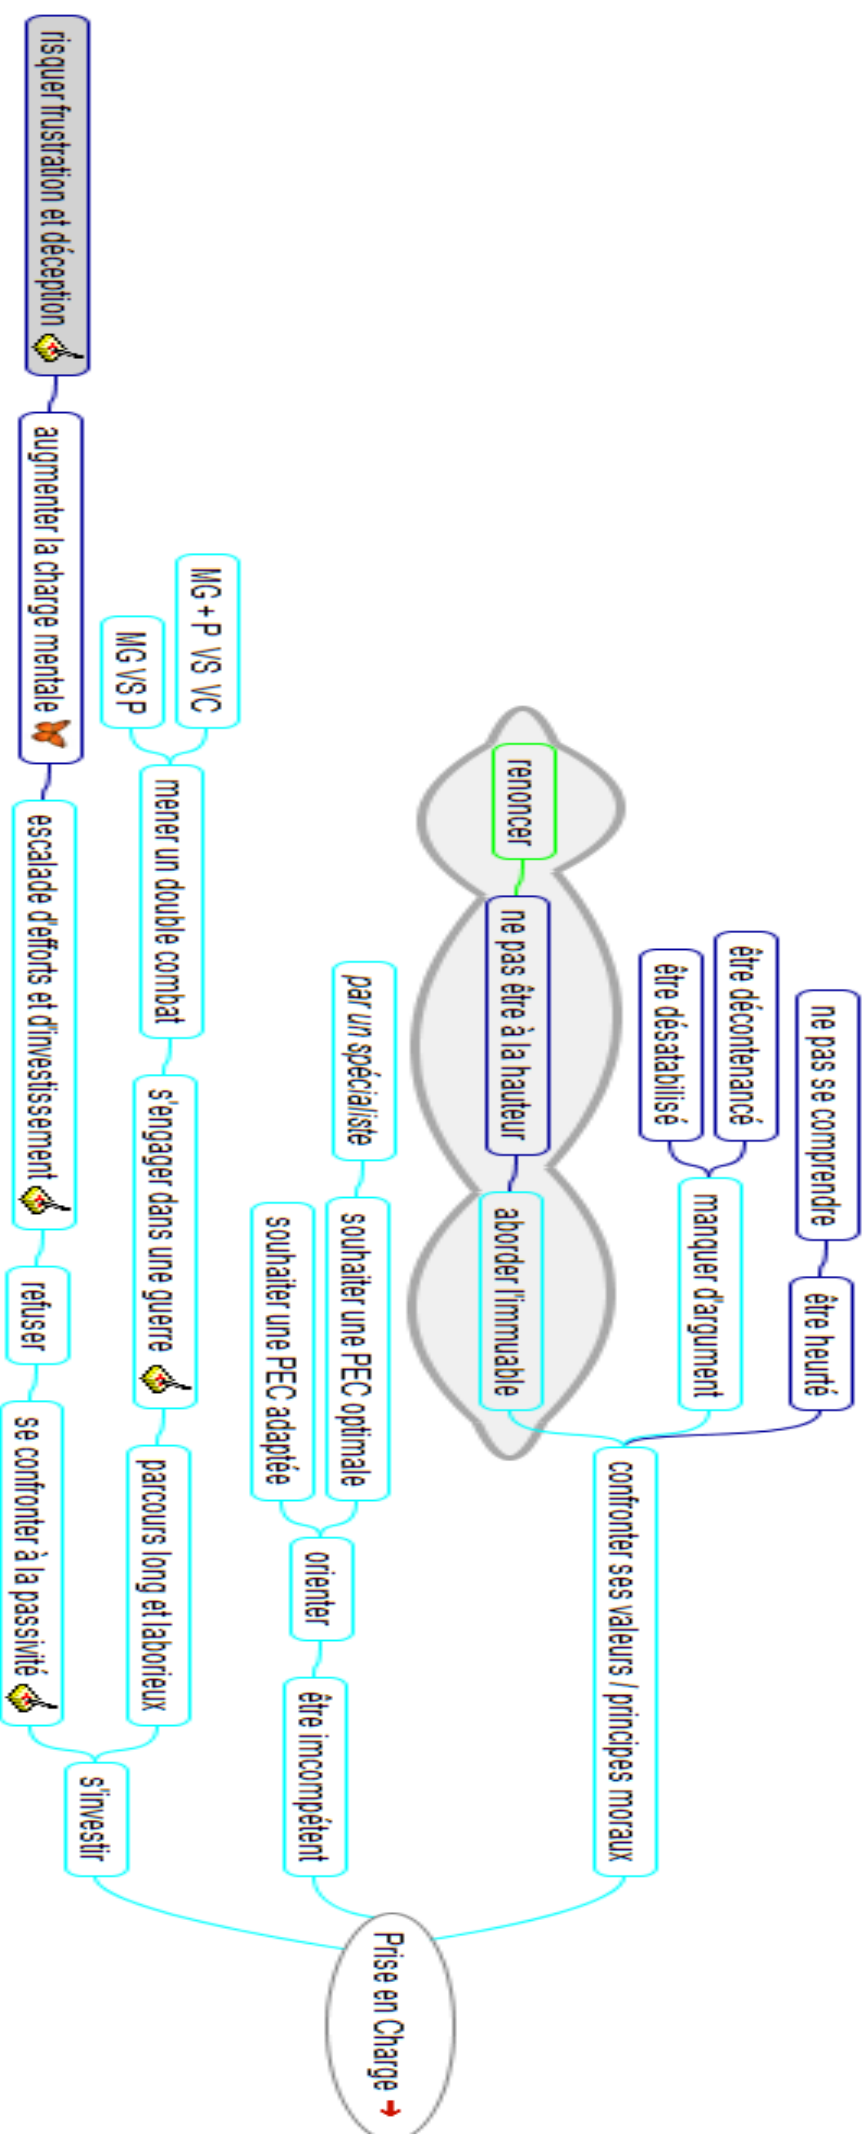 ne pas se comprendre
être heurté
être décontenancé
être désatabilisé
manquer d'argument
renoncer
ne pas être à la hauteur
aborder l'immuable
confronter ses valeurs / principes moraux
par un spécialiste
souhaiter une PEC optimale
souhaiter une PEC adaptée
orienter
être imcompétent
MG + P VS VC
MG VS P
mener un double combat
s'engager dans une guerre
parcours long et laborieux
risquer frustration et déception
augmenter la charge mentale
escalade d'efforts et d'investissement
refuser
se confronter à la passivité
s'investir
Prise en Charge